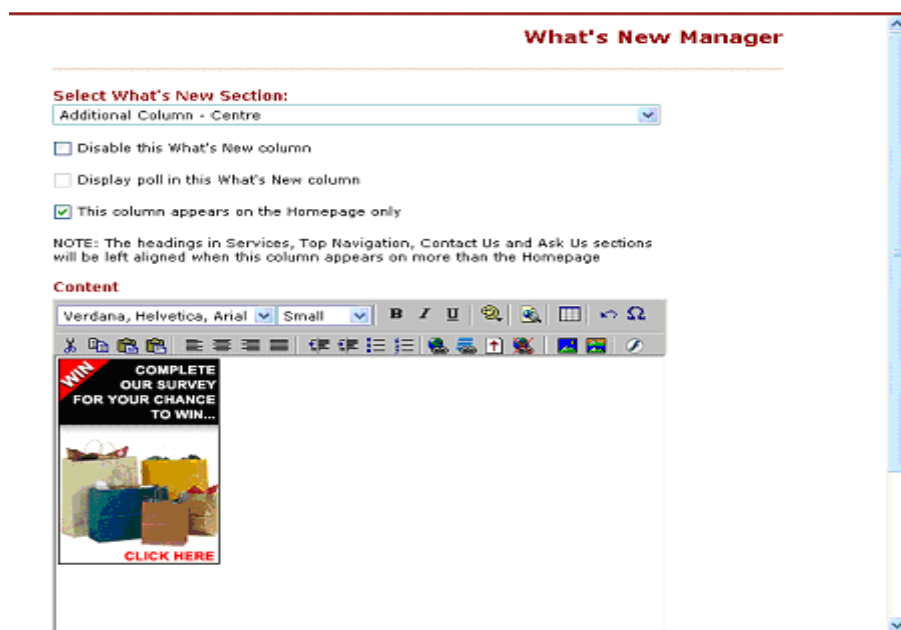 What's New Manager
Select What's New Section:
Additional Column - Centre
Disable this What's New column
Display poll in this What's New column
This column appears on the Homepage only
NOTE: The headings in Services, Top Navigation, Contact Us and Ask Us sections
will be left aligned when this column appears on more than the Homepage
Content
Verdana, Helvetica, Arial Small B I U Ω
WIN
COMPLETE
OUR SURVEY
FOR YOUR CHANCE
TO WIN...
CLICK HERE